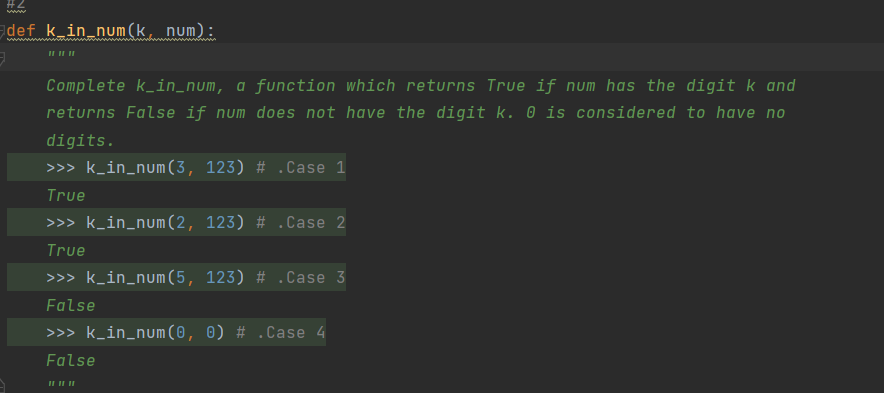 #2
def k_in_num(k, num):
"""
Complete k_in_num, a function which returns True if num has the digit k and
returns False if num does not have the digit k. 0 is considered to have no
digits.
>>> k_in_num(3, 123) # .Case 1
True
>>> k_in_num(2, 123) # .Case 2
True
>>> k_in_num(5, 123) # .Case 3
False
>>> k_in_num(0, 0) # .Case 4
False
"""